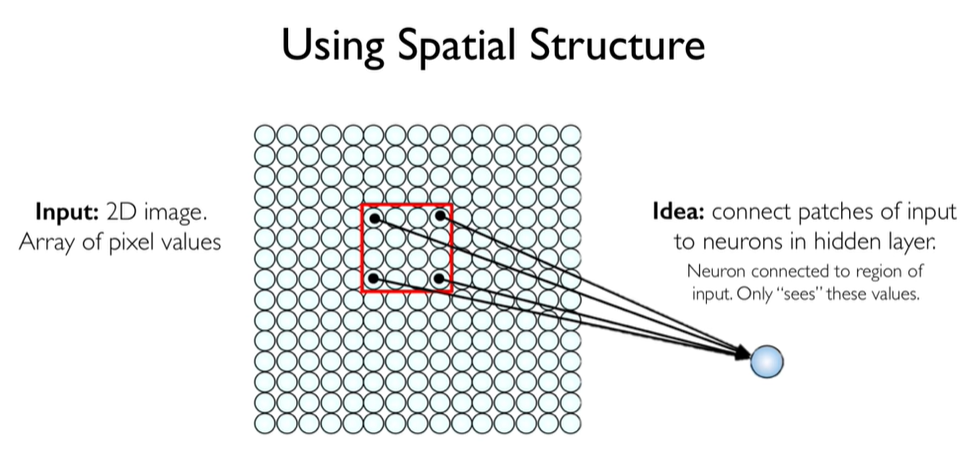 Using Spatial Structure
Input: 2D image.
Array of pixel values
Idea: connect patches of input
to neurons in hidden layer.
Neuron connected to region of
input. Only “sees” these values.